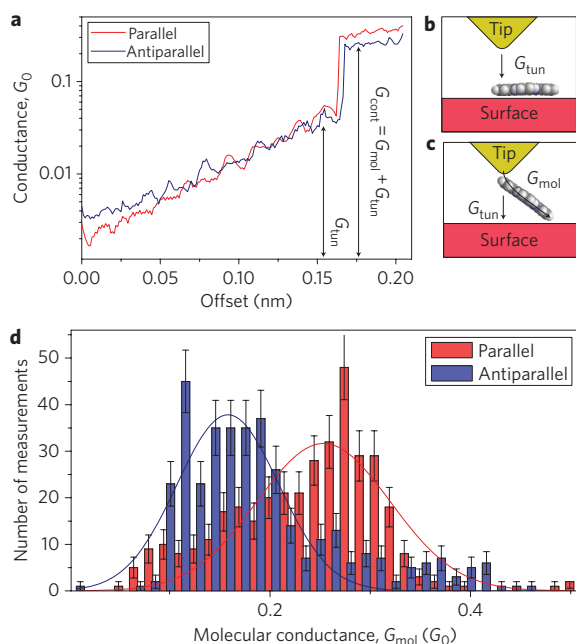 a
Parallel
Antiparallel
Conductance, G0
0.1
0.01
Gcont = Gmol + Gtun
Gtun
0.00
0.05
0.10
0.15
0.20
Offset (nm)
b
Tip
Gtun
Surface
c
Tip
Gmol
Gtun
Surface
d
Parallel
Antiparallel
Number of measurements
50
40
30
20
10
0
0.2
0.4
Molecular conductance, Gmol (G0)